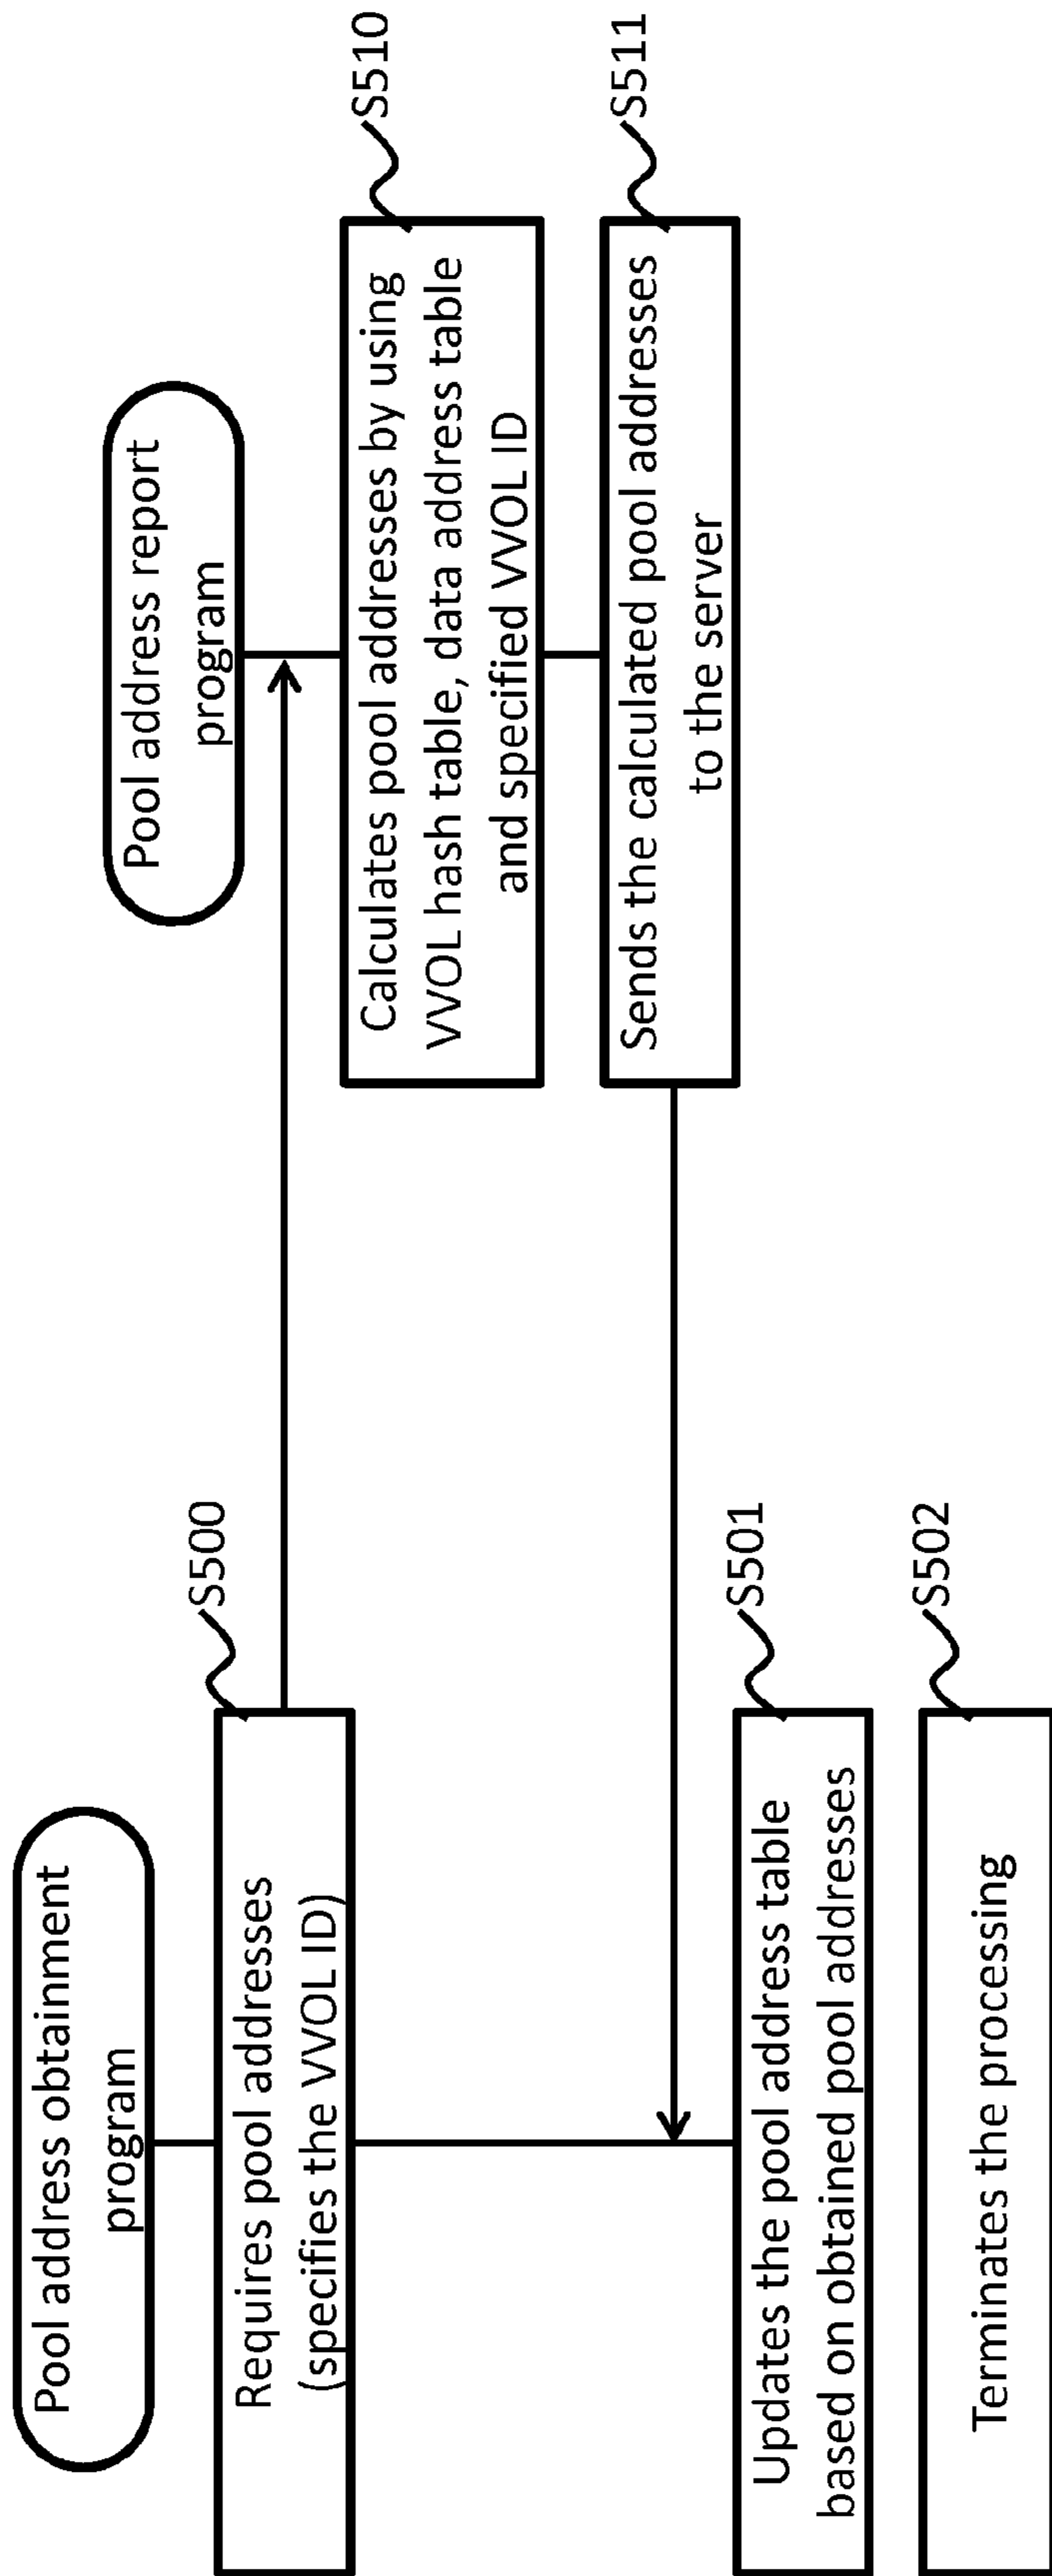 Pool address obtainment
program
S500
Requires pool addresses
(specifies the VVOL ID)
S501
Updates the pool address table
based on obtained pool addresses
S502
Terminates the processing
Pool address report
program
S510
Calculates pool addresses by using
VVOL hash table, data address table
and specified VVOL ID
S511
Sends the calculated pool addresses
to the server